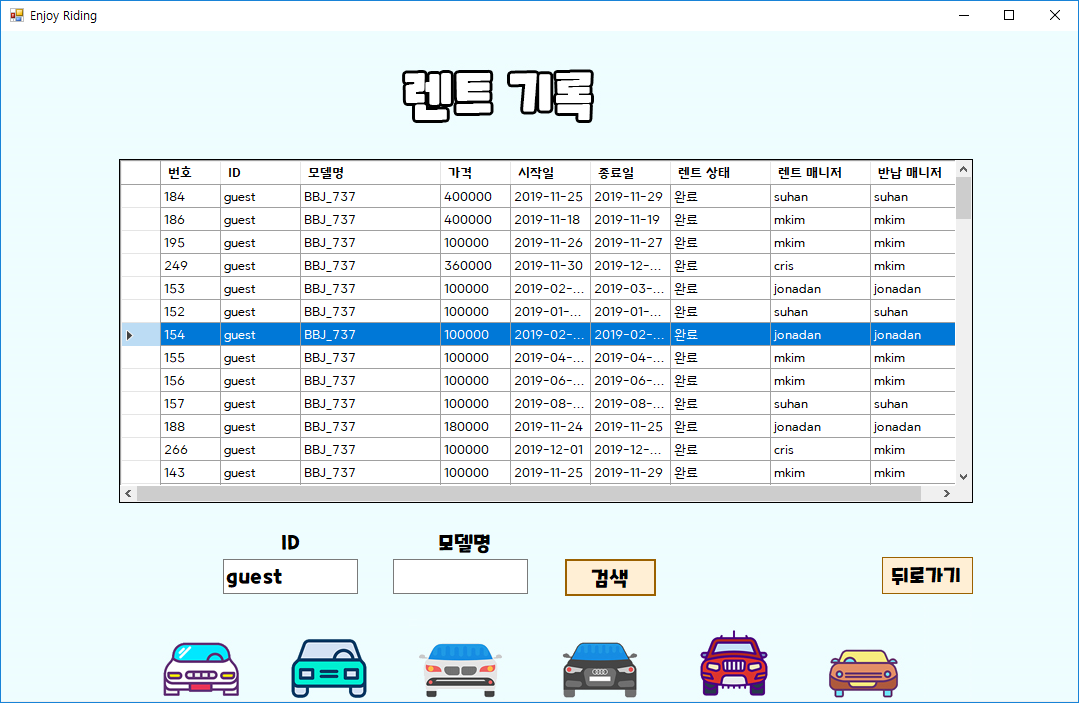 Enjoy Riding
렌트 기록
번호 ID 모델명 가격 시작일 종료일 렌트 상태 렌트 매니저 반납 매니저
184 guest BBJ_737 400000 2019-11-25 2019-11-29 완료 suhan suhan
186 guest BBJ_737 400000 2019-11-18 2019-11-19 완료 mkim mkim
195 guest BBJ_737 100000 2019-11-26 2019-11-27 완료 mkim mkim
249 guest BBJ_737 360000 2019-11-30 2019-12-... 완료 cris mkim
153 guest BBJ_737 100000 2019-02-... 2019-03-... 완료 jonadan jonadan
152 guest BBJ_737 100000 2019-01-... 2019-01-... 완료 suhan suhan
154 guest BBJ_737 100000 2019-02-... 2019-02-... 완료 jonadan jonadan
155 guest BBJ_737 100000 2019-04-... 2019-04-... 완료 mkim mkim
156 guest BBJ_737 100000 2019-06-... 2019-06-... 완료 mkim mkim
157 guest BBJ_737 100000 2019-08-... 2019-08-... 완료 suhan suhan
188 guest BBJ_737 180000 2019-11-24 2019-11-25 완료 jonadan jonadan
266 guest BBJ_737 100000 2019-12-01 2019-12-... 완료 cris mkim
143 guest BBJ_737 100000 2019-11-25 2019-11-29 완료 mkim mkim
ID 모델명
guest 검색 뒤로가기